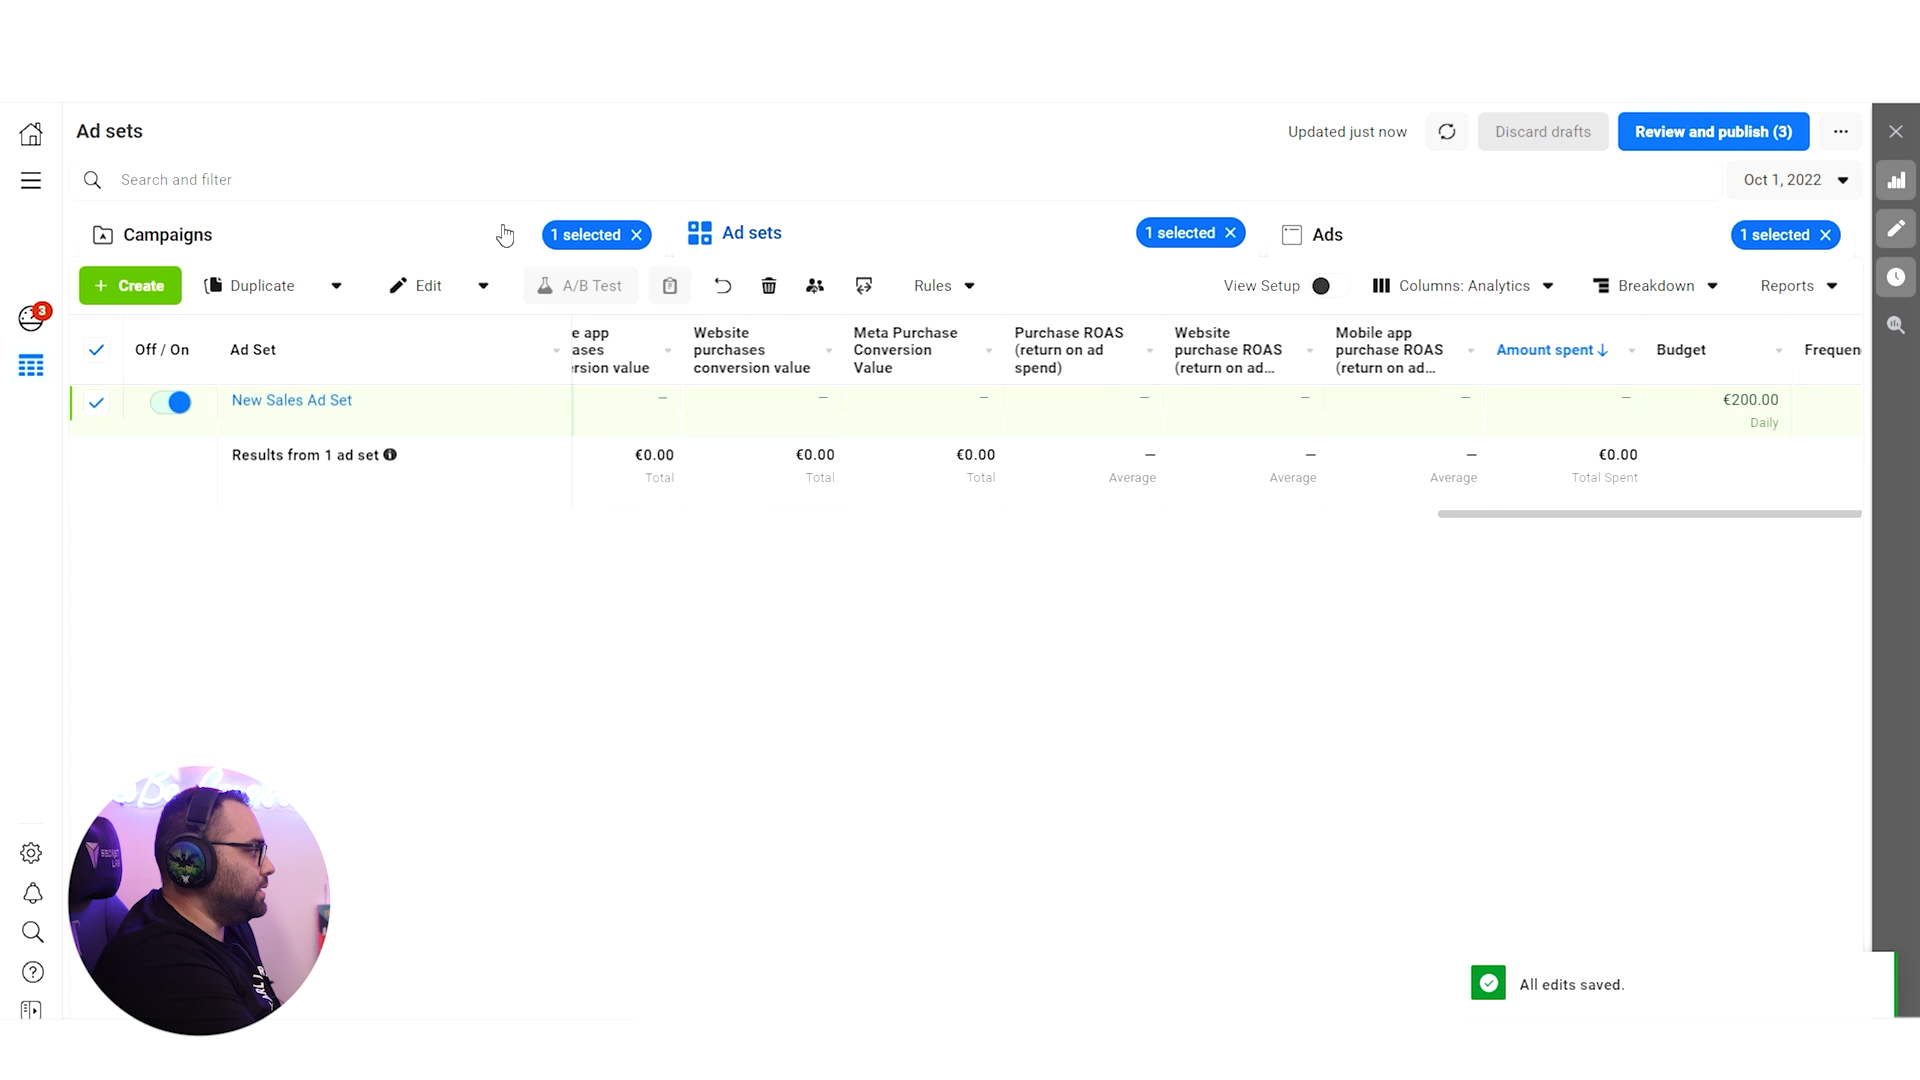 Ad sets
Updated just now
Discard drafts
Review and publish (3)
Search and filter
Oct 1, 2022
Campaigns
1 selected
Ad sets
1 selected
Ads
1 selected
+ Create
Duplicate
Edit
A/B Test
Rules
View Setup
Columns: Analytics
Breakdown
Reports
3
Off / On
Ad Set
e app
ases
ersion value
Website
purchases
conversion value
Meta Purchase
Conversion
Value
Purchase ROAS
(return on ad
spend)
Website
purchase ROAS
(return on ad...
Mobile app
purchase ROAS
(return on ad...
Amount spent ↓
Budget
Frequen
New Sales Ad Set
— — — — — — —
€200.00
Daily
Results from 1 ad set
€0.00
Total
€0.00
Total
€0.00
Total
—
Average
—
Average
—
Average
€0.00
Total Spent
All edits saved.